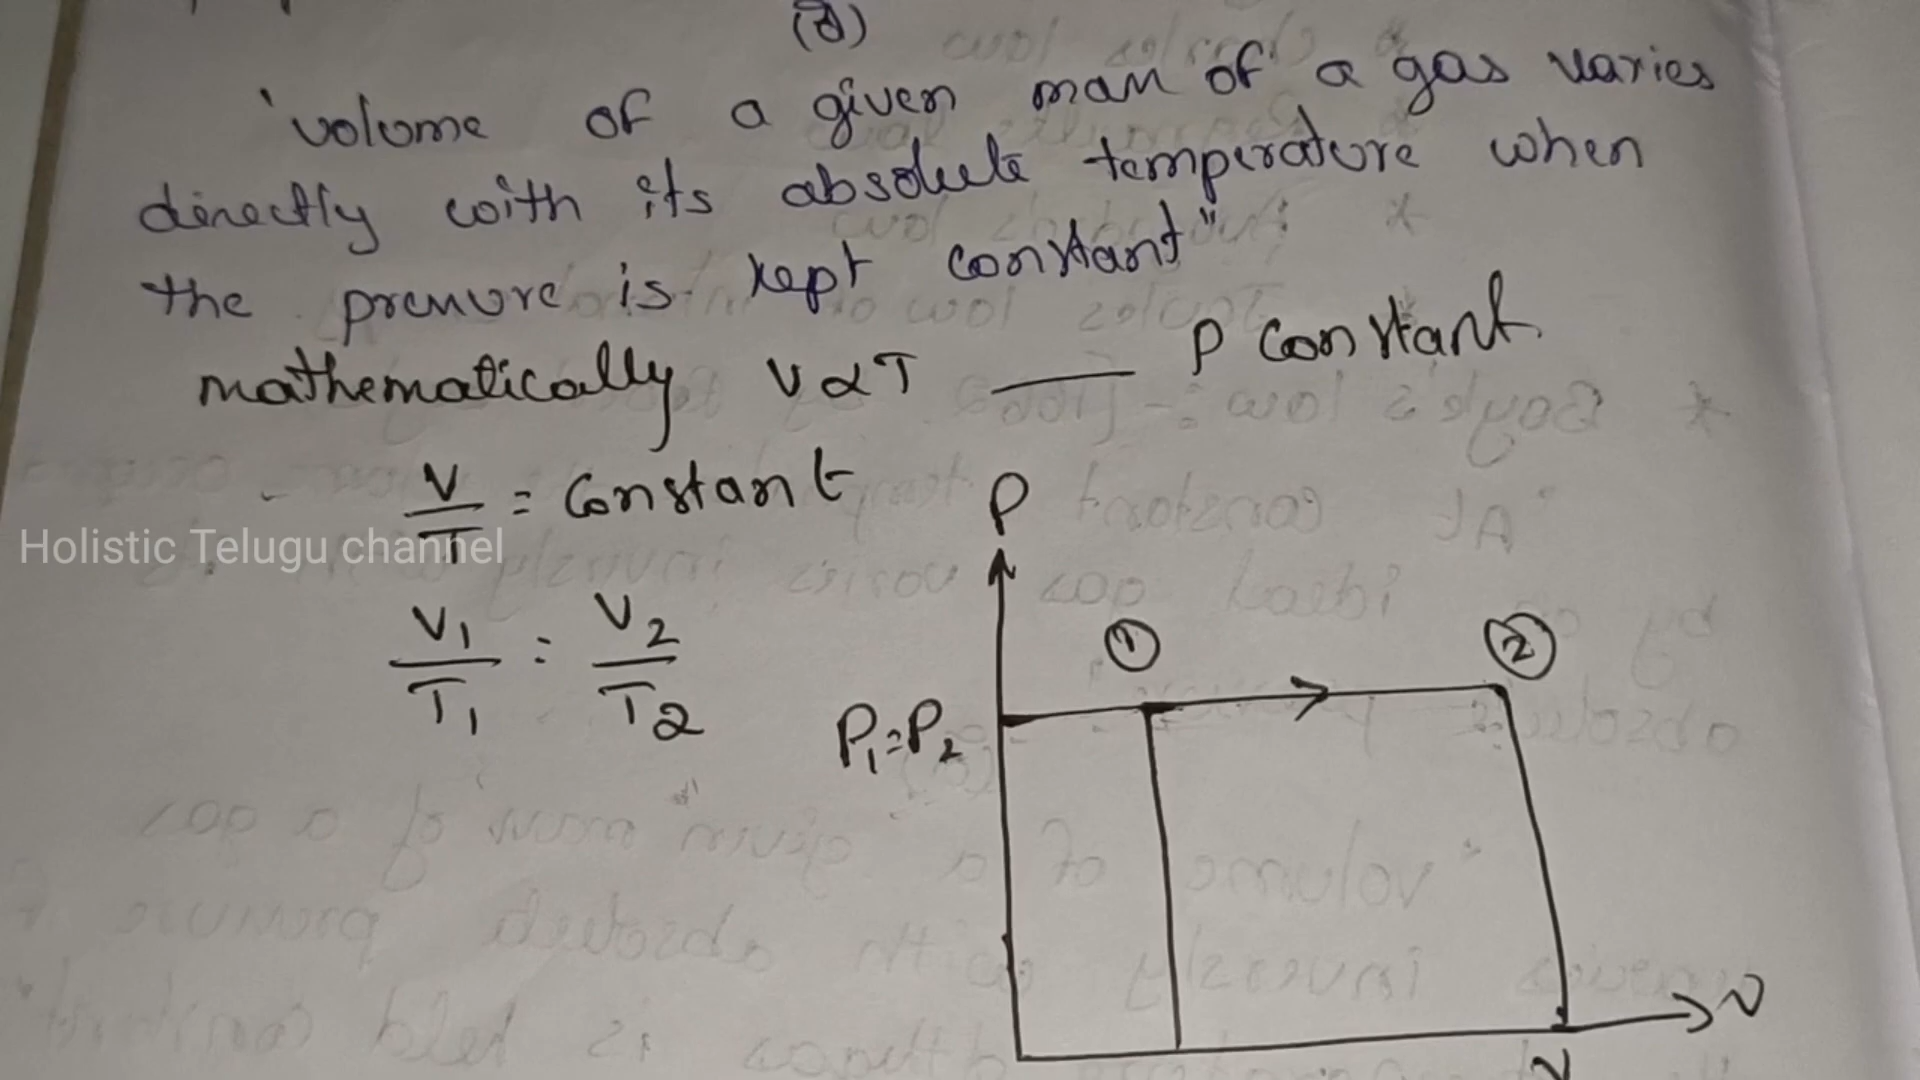 (ð)
'volume of a given mass of a gas varies
directly with its absolute temperature when
the pressure is kept constant"
mathematically V ∝ T — P Constant
V/T = Constant
Holistic Telugu channel
V1/T1 = V2/T2
P
1 2
P1=P2
V
V